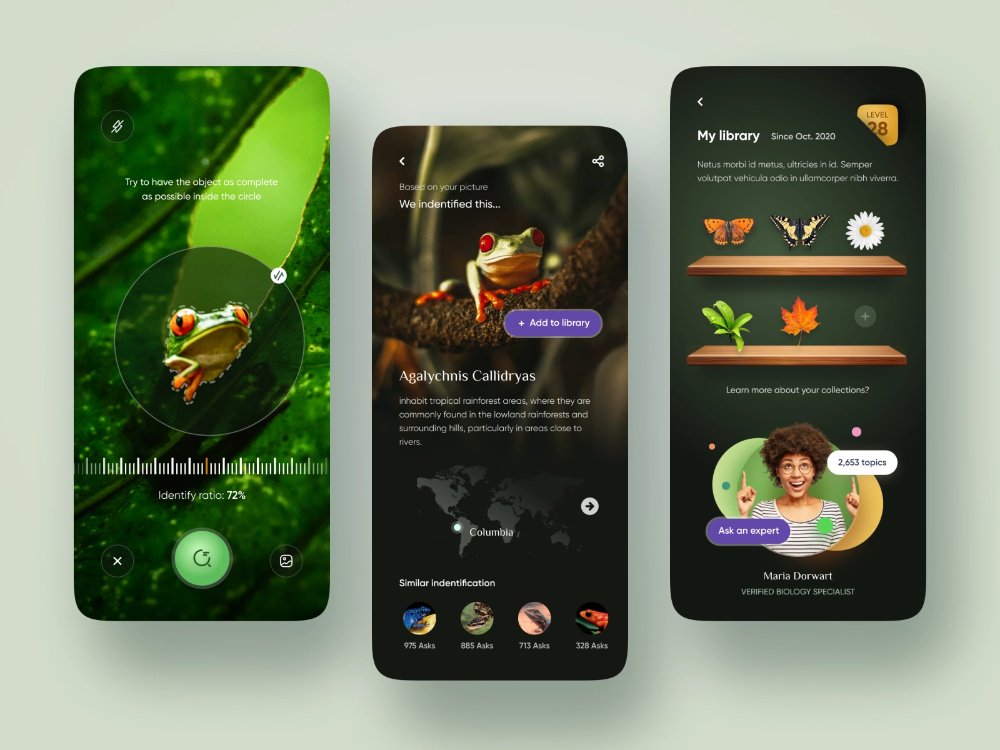 Try to have the object as complete
as possible inside the circle
Identify ratio: 72%
Based on your picture
We indentified this...
+ Add to library
Agalychnis Callidryas
inhabit tropical rainforest areas, where they are
commonly found in the lowland rainforests and
surrounding hills, particularly in areas close to
rivers.
Columbia
Similar indentification
975 Asks
885 Asks
713 Asks
328 Asks
LEVEL
28
My library
Since Oct. 2020
Netus morbi id metus, ultricies in id. Semper
volutpat vehicula odio in ullamcorper nibh viverra.
Learn more about your collections?
2,653 topics
Ask an expert
Maria Dorwart
VERIFIED BIOLOGY SPECIALIST